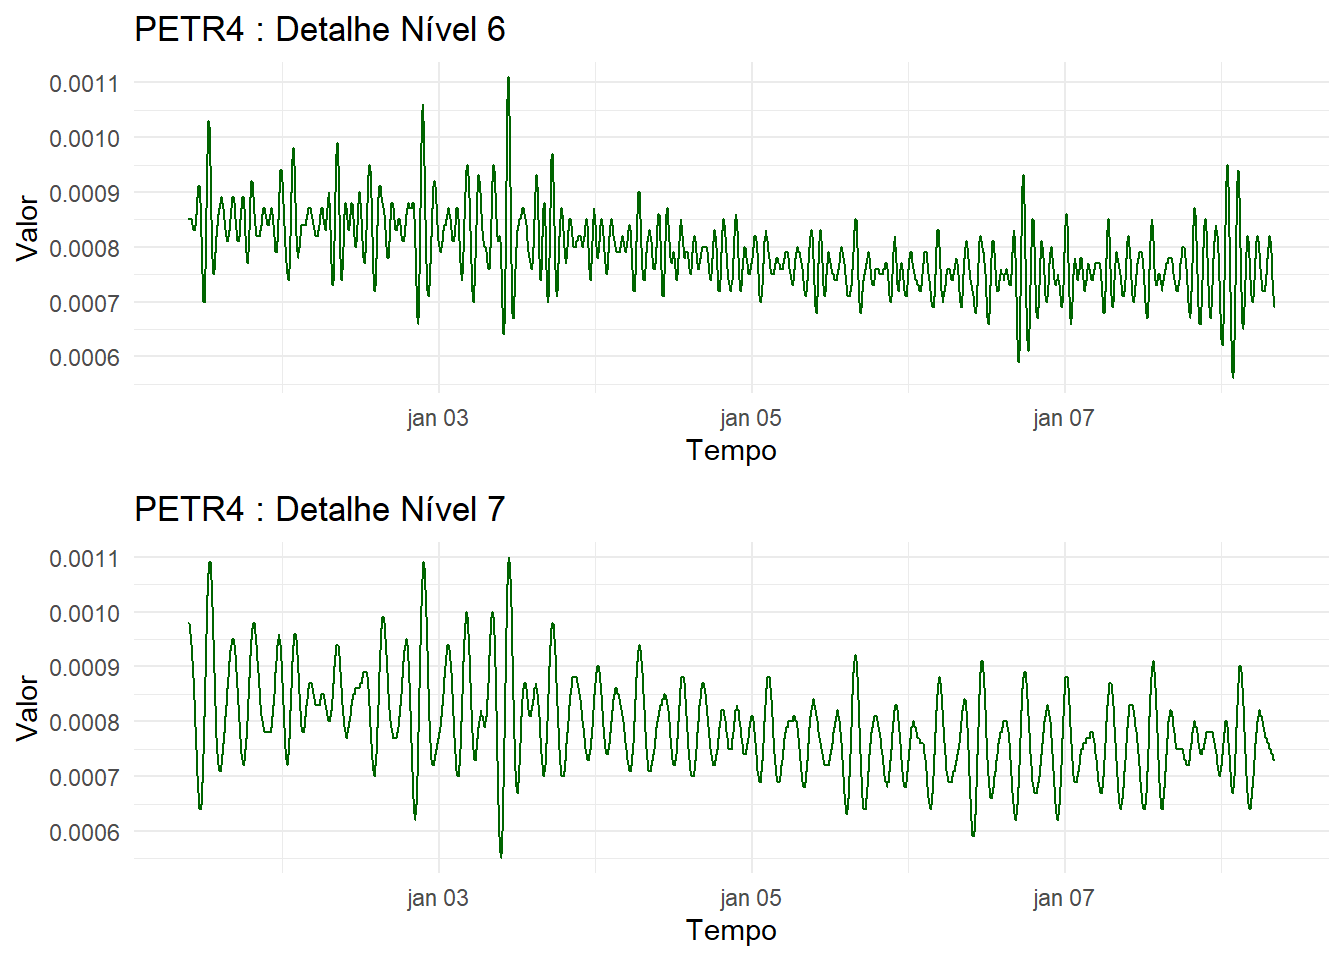 PETR4 : Detalhe Nível 6
0.0011
0.0010
0.0009
0.0008
0.0007
0.0006
Valor
jan 03 jan 05 jan 07
Tempo
PETR4 : Detalhe Nível 7
0.0011
0.0010
0.0009
0.0008
0.0007
0.0006
Valor
jan 03 jan 05 jan 07
Tempo